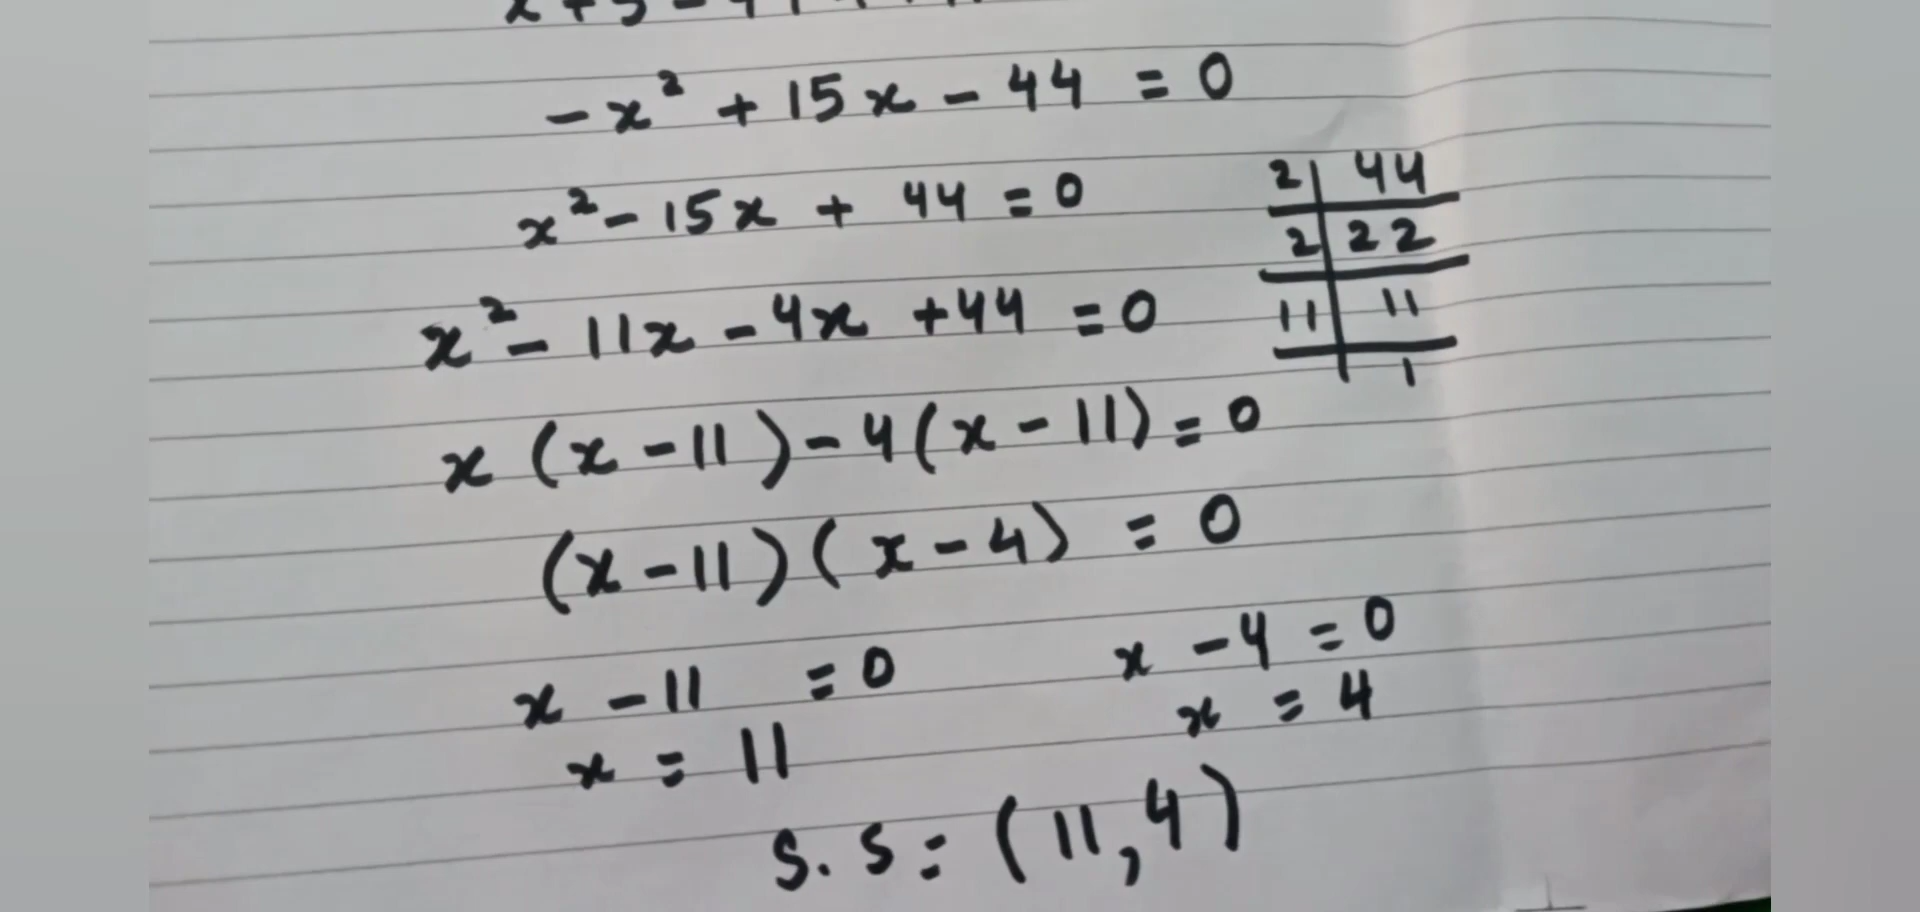 -x² + 15x - 44 = 0
x² - 15x + 44 = 0
2 | 44
2 | 22
11 | 11
1
x² - 11x - 4x + 44 = 0
x (x - 11) - 4 (x - 11) = 0
(x - 11) (x - 4) = 0
x - 11 = 0 x - 4 = 0
x = 11 x = 4
S.S = (11, 4)